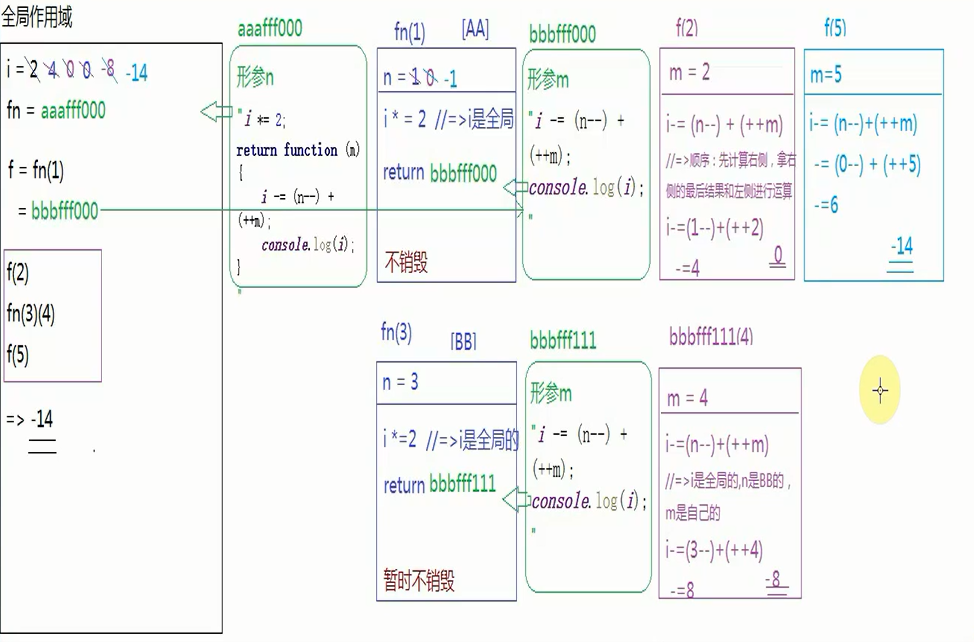 全局作用域
i = 2 4 0 0 -8 -14
fn = aaafff000
f = fn(1)
= bbbfff000
f(2)
fn(3)(4)
f(5)
=> -14
aaafff000
形参n
"i *= 2;
return function (m)
{
i -= (n--) +
(++m);
console.log(i);
}
"
fn(1) [AA]
n = 1 0 -1
i * = 2 //=>i是全局
return bbbfff000
不销毁
bbbfff000
形参m
"i -= (n--) +
(++m);
console.log(i);
"
f(2)
m = 2
i-= (n--) + (++m)
//=>顺序：先计算右侧，拿右
侧的最后结果和左侧进行运算
i-=(1--)+(++2)
-=4 0
f(5)
m=5
i-= (n--)+(++m)
-= (0--) + (++5)
-=6
-14
fn(3) [BB]
n = 3
i *=2 //=>i是全局的
return bbbfff111
暂时不销毁
bbbfff111
形参m
"i -= (n--) +
(++m);
console.log(i);
"
bbbfff111(4)
m = 4
i-=(n--)+(++m)
//=>i是全局的,n是BB的，
m是自己的
i-=(3--)+(++4)
-=8 -8